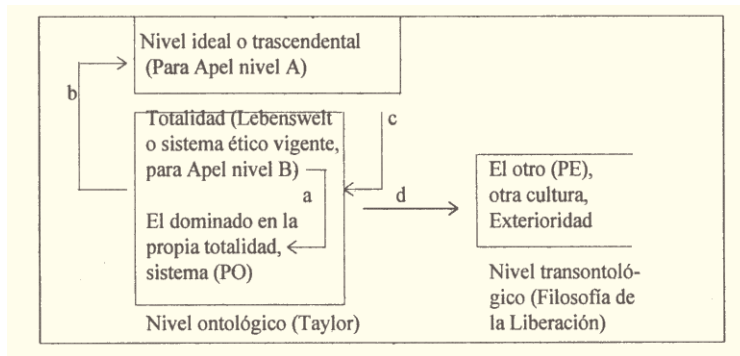 Nivel ideal o trascendental
(Para Apel nivel A)
b
Totalidad (Lebenswelt
o sistema ético vigente,
para Apel nivel B)
a
El dominado en la
propia totalidad,
sistema (PO)
Nivel ontológico (Taylor)
c
d
El otro (PE),
otra cultura,
Exterioridad
Nivel transontoló-
gico (Filosofía de
la Liberación)